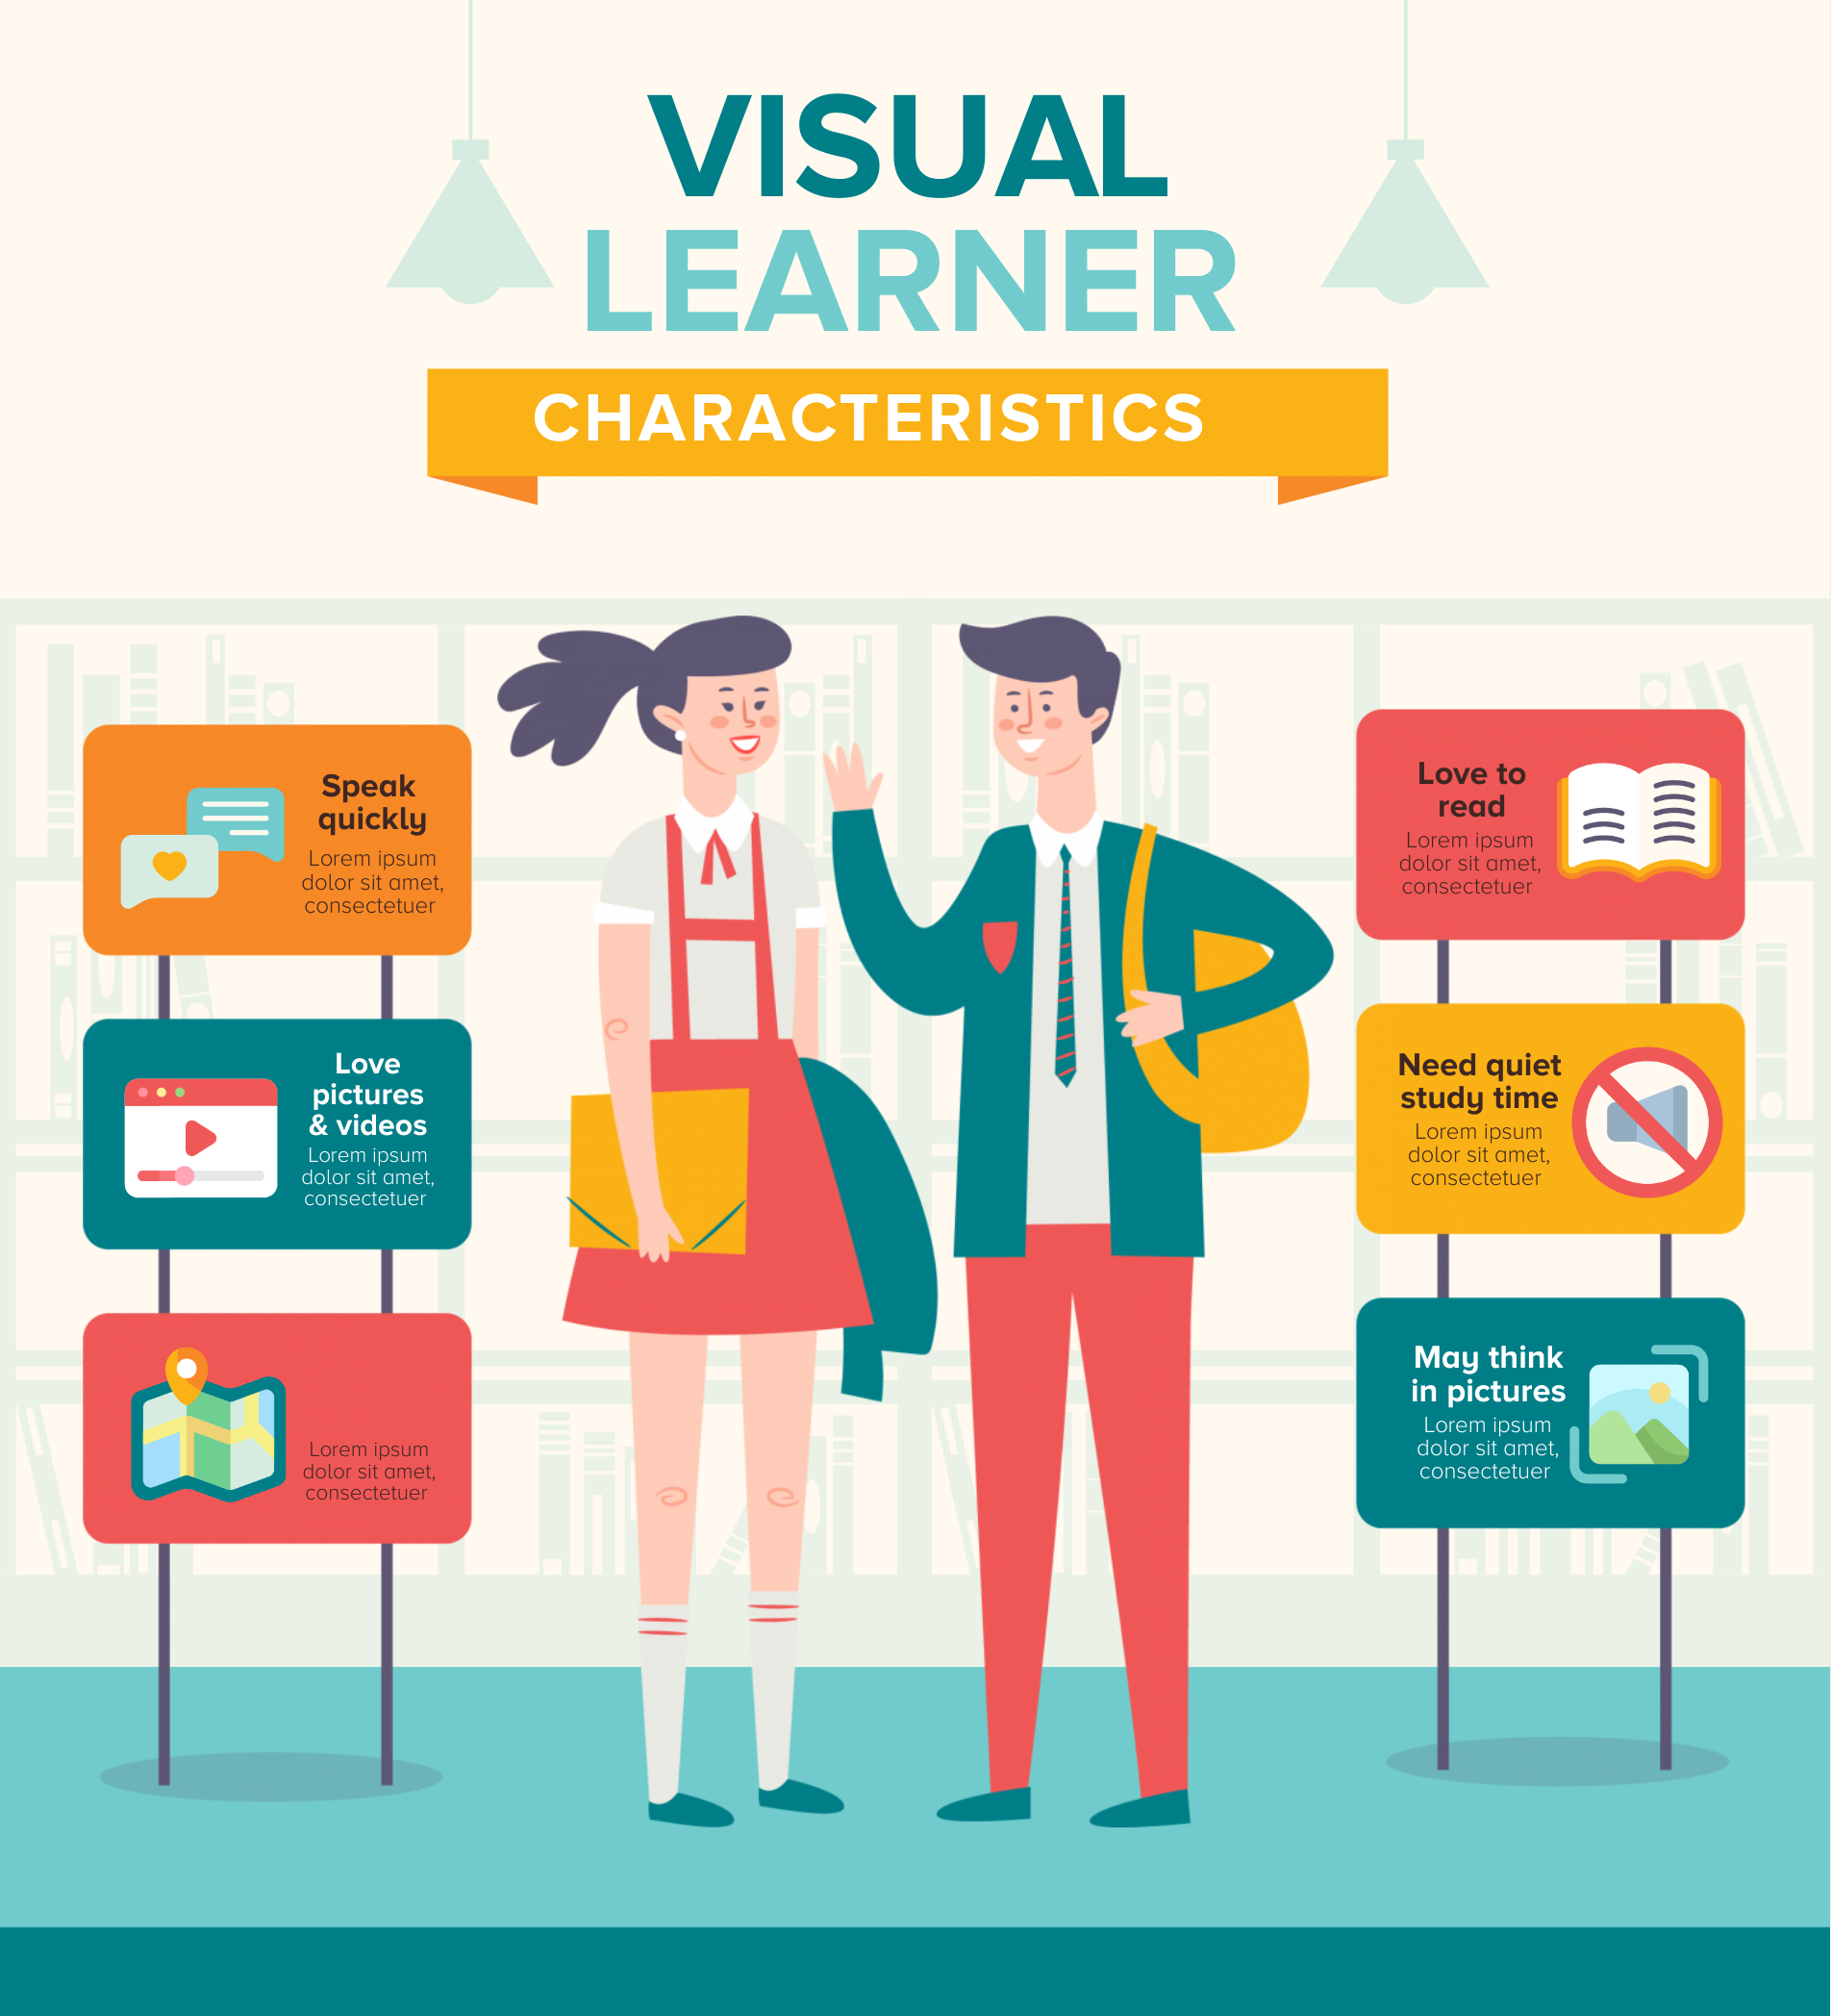 VISUAL
LEARNER
CHARACTERISTICS
Speak
quickly
Lorem ipsum
dolor sit amet,
consectetuer
Love
pictures
& videos
Lorem ipsum
dolor sit amet,
consectetuer
Lorem ipsum
dolor sit amet,
consectetuer
Love to
read
Lorem ipsum
dolor sit amet,
consectetuer
Need quiet
study time
Lorem ipsum
dolor sit amet,
consectetuer
May think
in pictures
Lorem ipsum
dolor sit amet,
consectetuer